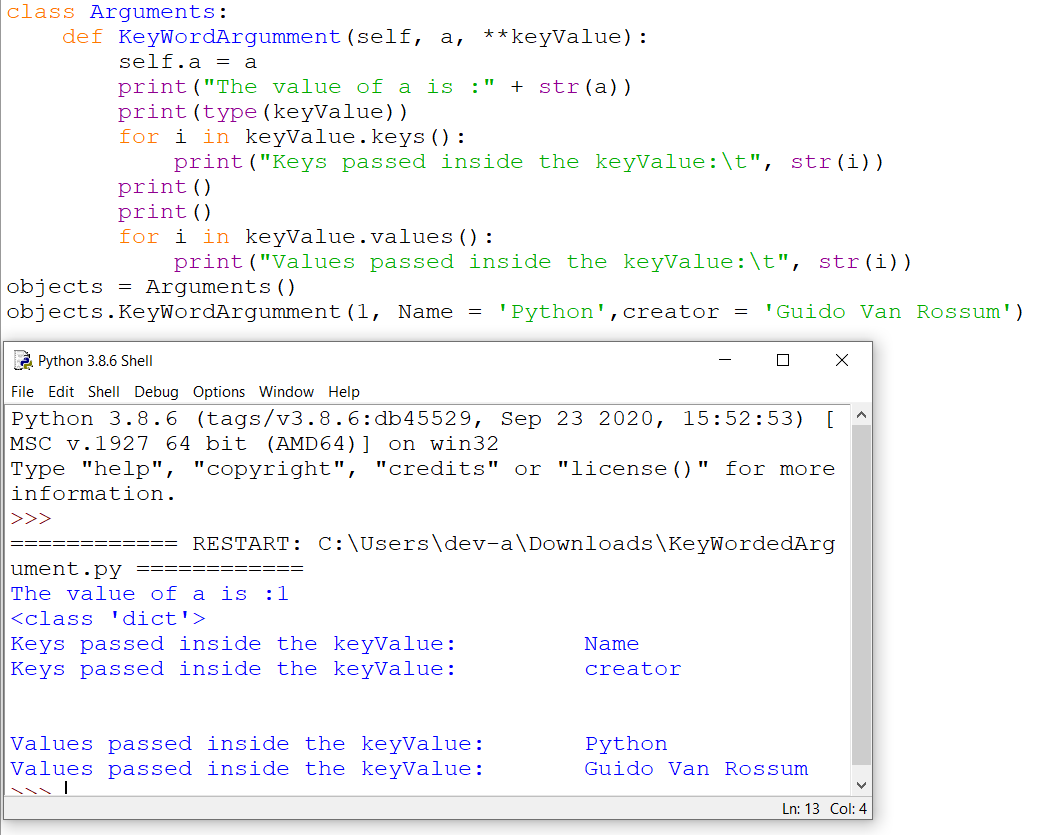 class Arguments:
    def KeyWordArgumment(self, a, **keyValue):
        self.a = a
        print("The value of a is :" + str(a))
        print(type(keyValue))
        for i in keyValue.keys():
            print("Keys passed inside the keyValue:\t", str(i))
        print()
        print()
        for i in keyValue.values():
            print("Values passed inside the keyValue:\t", str(i))
objects = Arguments()
objects.KeyWordArgumment(1, Name = 'Python',creator = 'Guido Van Rossum')
Python 3.8.6 Shell
File Edit Shell Debug Options Window Help
Python 3.8.6 (tags/v3.8.6:db45529, Sep 23 2020, 15:52:53) [
MSC v.1927 64 bit (AMD64)] on win32
Type "help", "copyright", "credits" or "license()" for more
information.
>>>
============ RESTART: C:\Users\dev-a\Downloads\KeyWordedArg
ument.py ============
The value of a is :1
<class 'dict'>
Keys passed inside the keyValue:	 Name
Keys passed inside the keyValue:	 creator
Values passed inside the keyValue:	 Python
Values passed inside the keyValue:	 Guido Van Rossum
>>>
Ln: 13 Col: 4